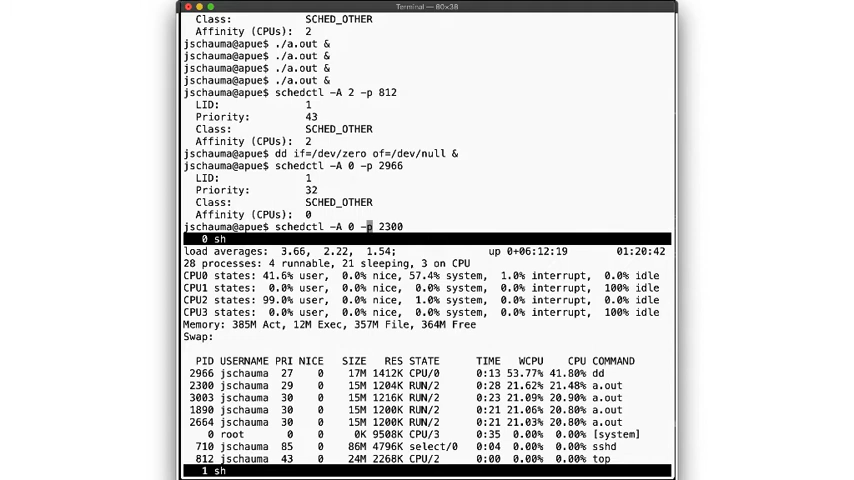 Terminal — 80x38
Class: SCHED_OTHER
Affinity (CPUs): 2
jschauma@apue$ ./a.out &
jschauma@apue$ ./a.out &
jschauma@apue$ ./a.out &
jschauma@apue$ ./a.out &
jschauma@apue$ schedctl -A 2 -p 812
LID: 1
Priority: 43
Class: SCHED_OTHER
Affinity (CPUs): 2
jschauma@apue$ dd if=/dev/zero of=/dev/null &
jschauma@apue$ schedctl -A 0 -p 2966
LID: 1
Priority: 32
Class: SCHED_OTHER
Affinity (CPUs): 0
jschauma@apue$ schedctl -A 0 -p 2300
0 sh
load averages: 3.66, 2.22, 1.54; up 0+06:12:19 01:20:42
28 processes: 4 runnable, 21 sleeping, 3 on CPU
CPU0 states: 41.6% user, 0.0% nice, 57.4% system, 1.0% interrupt, 0.0% idle
CPU1 states: 0.0% user, 0.0% nice, 0.0% system, 0.0% interrupt, 100% idle
CPU2 states: 99.0% user, 0.0% nice, 1.0% system, 0.0% interrupt, 0.0% idle
CPU3 states: 0.0% user, 0.0% nice, 0.0% system, 0.0% interrupt, 100% idle
Memory: 385M Act, 12M Exec, 357M File, 364M Free
Swap:
PID USERNAME PRI NICE SIZE RES STATE TIME WCPU CPU COMMAND
2966 jschauma 27 0 17M 1412K CPU/0 0:13 53.77% 41.80% dd
2300 jschauma 29 0 15M 1204K RUN/2 0:28 21.62% 21.48% a.out
3003 jschauma 30 0 15M 1216K RUN/2 0:23 21.09% 20.90% a.out
1890 jschauma 30 0 15M 1200K RUN/2 0:21 21.06% 20.80% a.out
2664 jschauma 30 0 15M 1200K RUN/2 0:21 21.03% 20.80% a.out
0 root 0 0 0K 9508K CPU/3 0:35 0.00% 0.00% [system]
710 jschauma 85 0 86M 4796K select/0 0:04 0.00% 0.00% sshd
812 jschauma 43 0 24M 2268K CPU/2 0:00 0.00% 0.00% top
1 sh